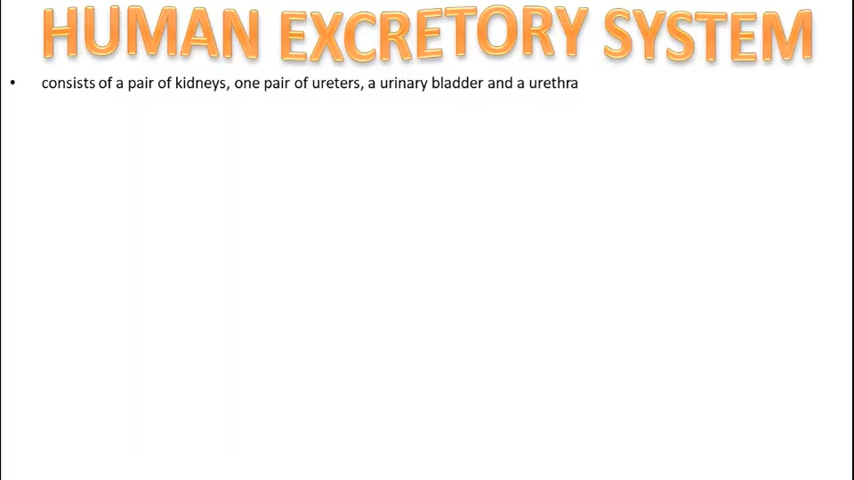 HUMAN EXCRETORY SYSTEM
• consists of a pair of kidneys, one pair of ureters, a urinary bladder and a urethra